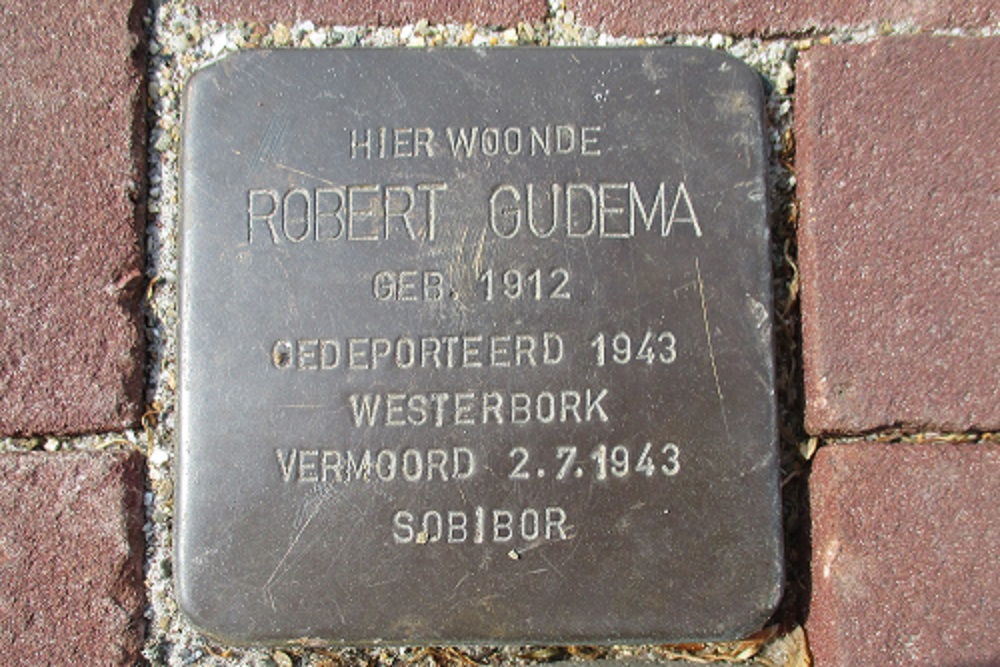 HIER WOONDE
ROBERT GUDEMA
GEB. 1912
GEDEPORTEERD 1943
WESTERBORK
VERMOORD 2.7.1943
SOBIBOR